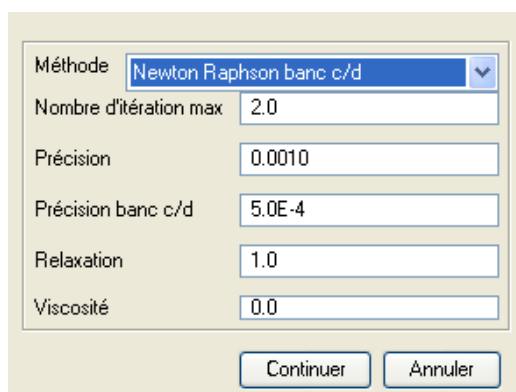 Méthode Newton Raphson banc c/d
Nombre d'itération max 2.0
Précision 0.0010
Précision banc c/d 5.0E-4
Relaxation 1.0
Viscosité 0.0
Continuer Annuler